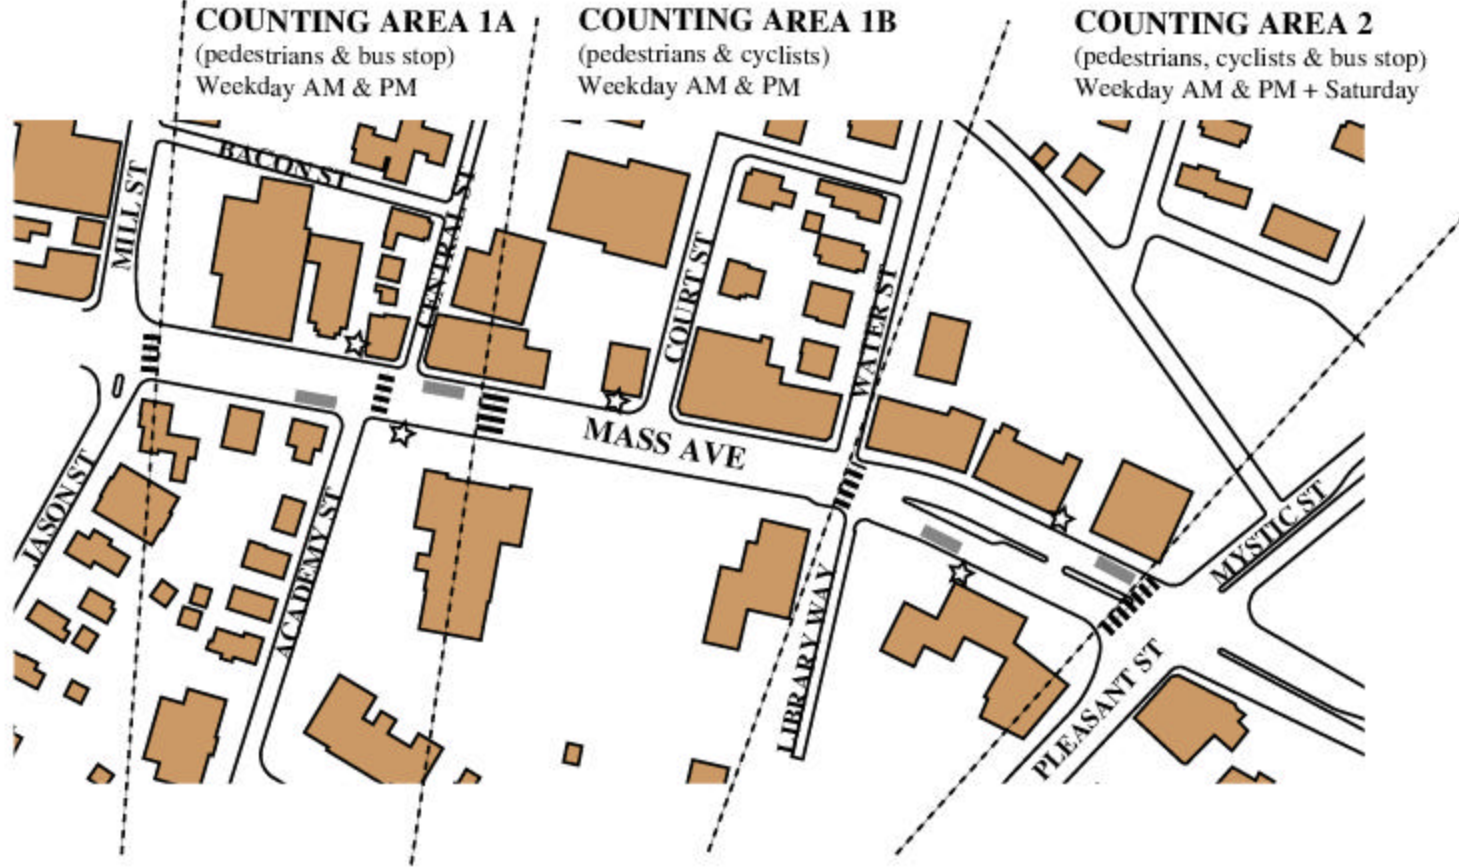 COUNTING AREA 1A
(pedestrians & bus stop)
Weekday AM & PM
COUNTING AREA 1B
(pedestrians & cyclists)
Weekday AM & PM
COUNTING AREA 2
(pedestrians, cyclists & bus stop)
Weekday AM & PM + Saturday
BACON ST
MILL ST
CENTRAL ST
COURT ST
WATER ST
MASS AVE
JASON ST
ACADEMY ST
LIBRARY WAY
MYSTIC ST
PLEASANT ST